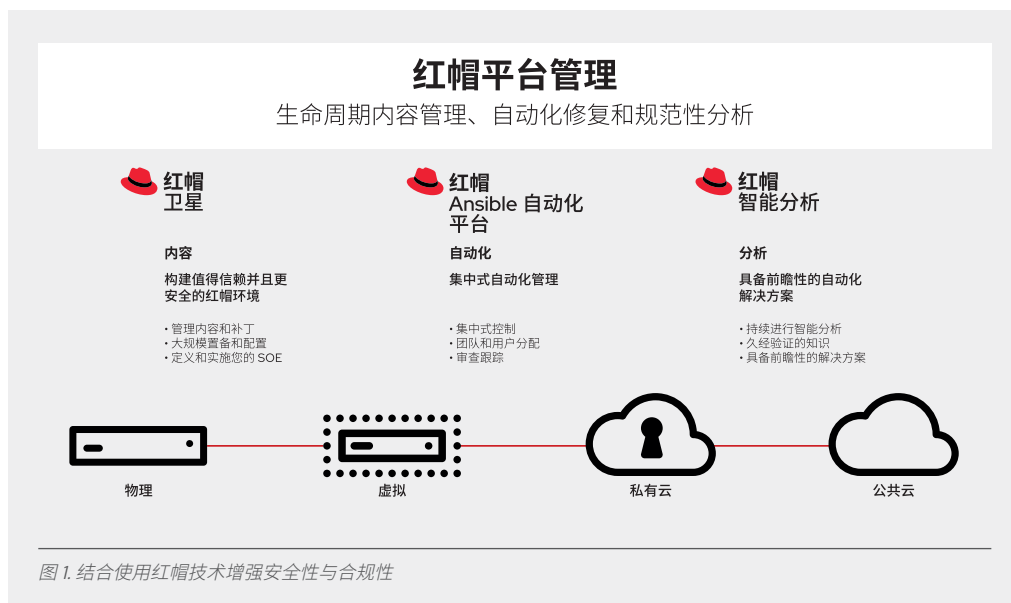 红帽平台管理
生命周期内容管理、自动化修复和规范性分析
红帽
卫星
内容
构建值得信赖并且更
安全的红帽环境
• 管理内容和补丁
• 大规模置备和配置
• 定义和实施您的 SOE
红帽
Ansible 自动化
平台
自动化
集中式自动化管理
• 集中式控制
• 团队和用户分配
• 审查跟踪
红帽
智能分析
分析
具备前瞻性的自动化
解决方案
• 持续进行智能分析
• 久经验证的知识
• 具备前瞻性的解决方案
物理
虚拟
私有云
公共云
图 1. 结合使用红帽技术增强安全性与合规性